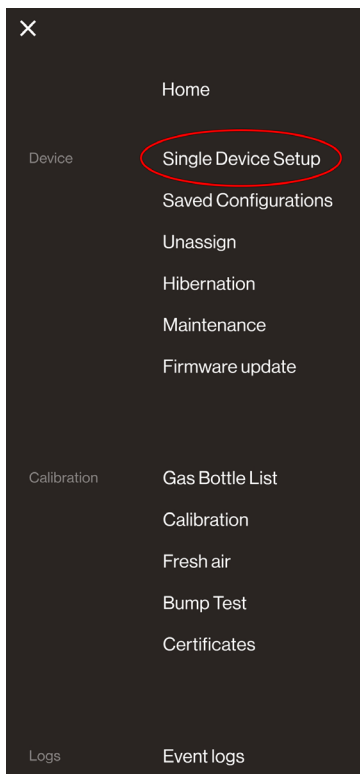 Home
Device Single Device Setup
Saved Configurations
Unassign
Hibernation
Maintenance
Firmware update
Calibration Gas Bottle List
Calibration
Fresh air
Bump Test
Certificates
Logs Event logs